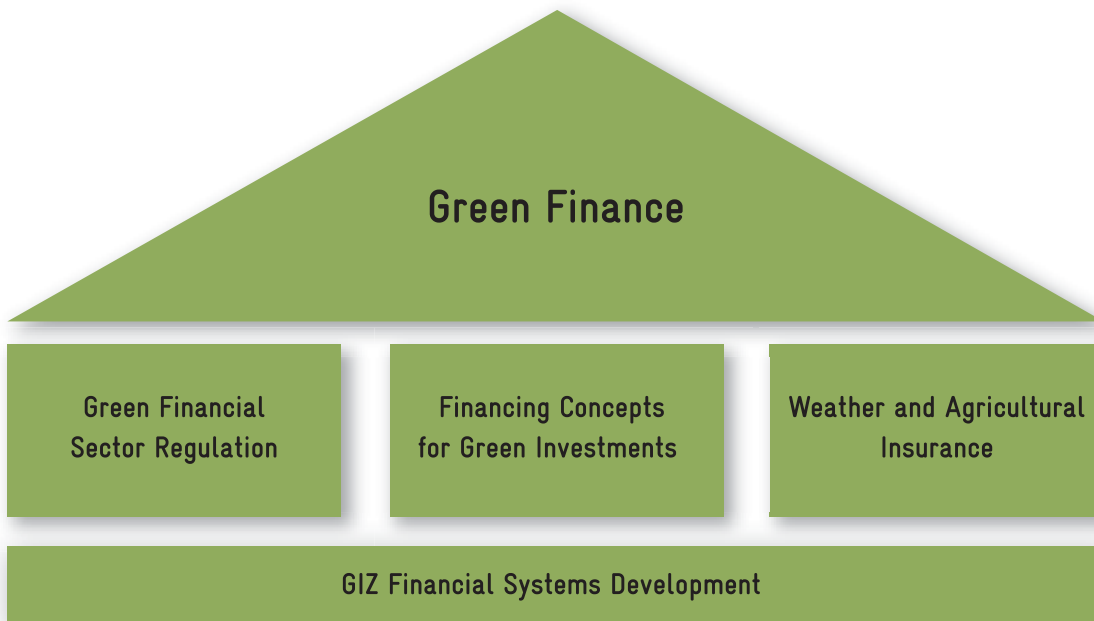 Green Finance
Green Financial
Sector Regulation
Financing Concepts
for Green Investments
Weather and Agricultural
Insurance
GIZ Financial Systems Development